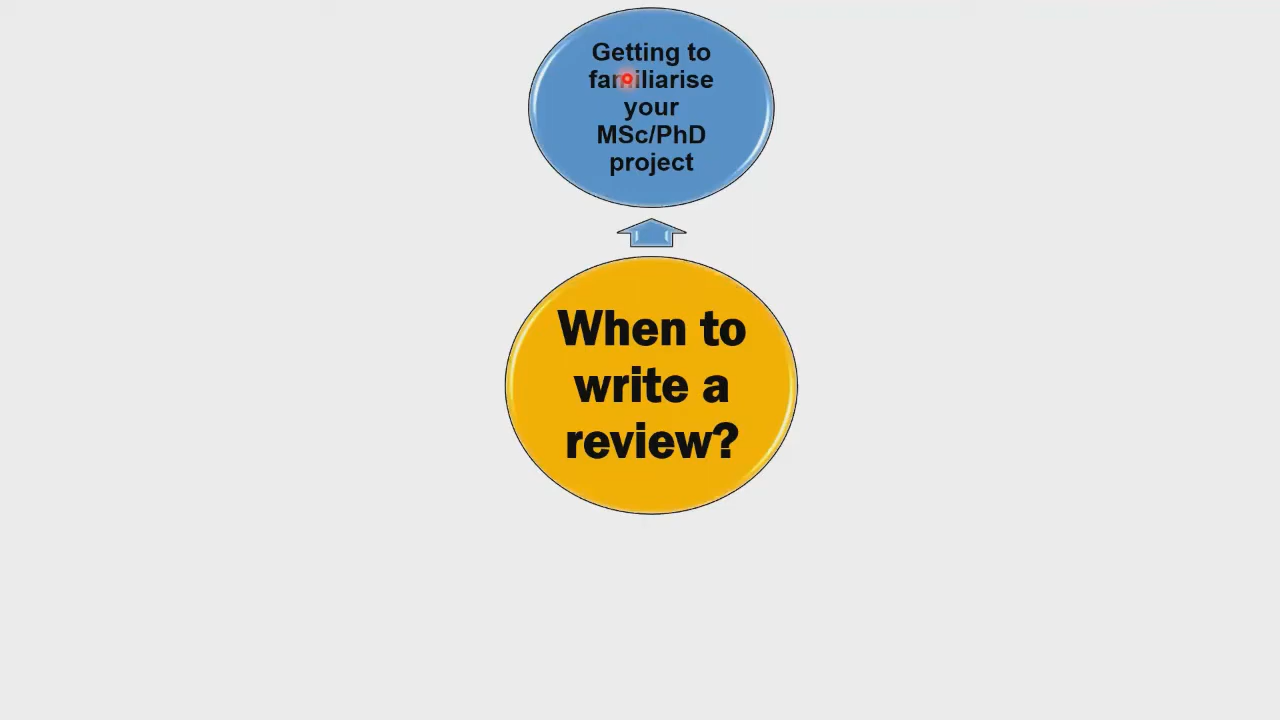 Getting to
familiarise
your
MSc/PhD
project
When to
write a
review?